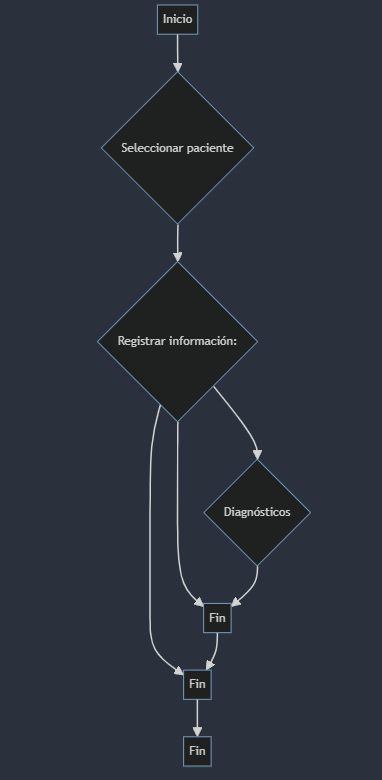 Inicio
Seleccionar paciente
Registrar información:
Diagnósticos
Fin
Fin
Fin